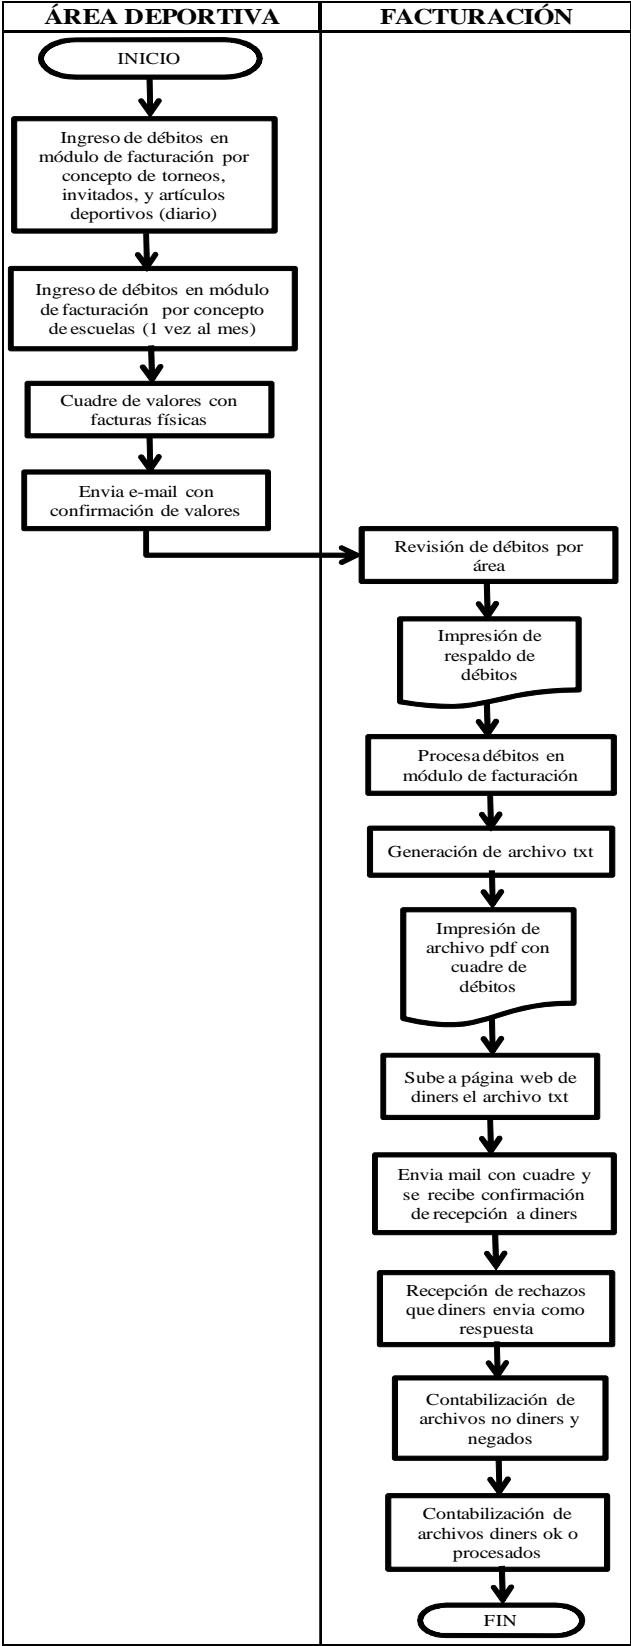 ÁREA DEPORTIVA
FACTURACIÓN
INICIO
Ingreso de débitos en
módulo de facturación por
concepto de torneos,
invitados, y artículos
deportivos (diario)
Ingreso de débitos en módulo
de facturación por concepto
de escuelas (1 vez al mes)
Cuadre de valores con
facturas físicas
Envia e-mail con
confirmación de valores
Revisión de débitos por
área
Impresión de
respaldo de
débitos
Procesa débitos en
módulo de facturación
Generación de archivo txt
Impresión de
archivo pdf con
cuadre de
débitos
Sube a página web de
diners el archivo txt
Envia mail con cuadre y
se recibe confirmación
de recepción a diners
Recepción de rechazos
que diners envia como
respuesta
Contabilización de
archivos no diners y
negados
Contabilización de
archivos diners ok o
procesados
FIN